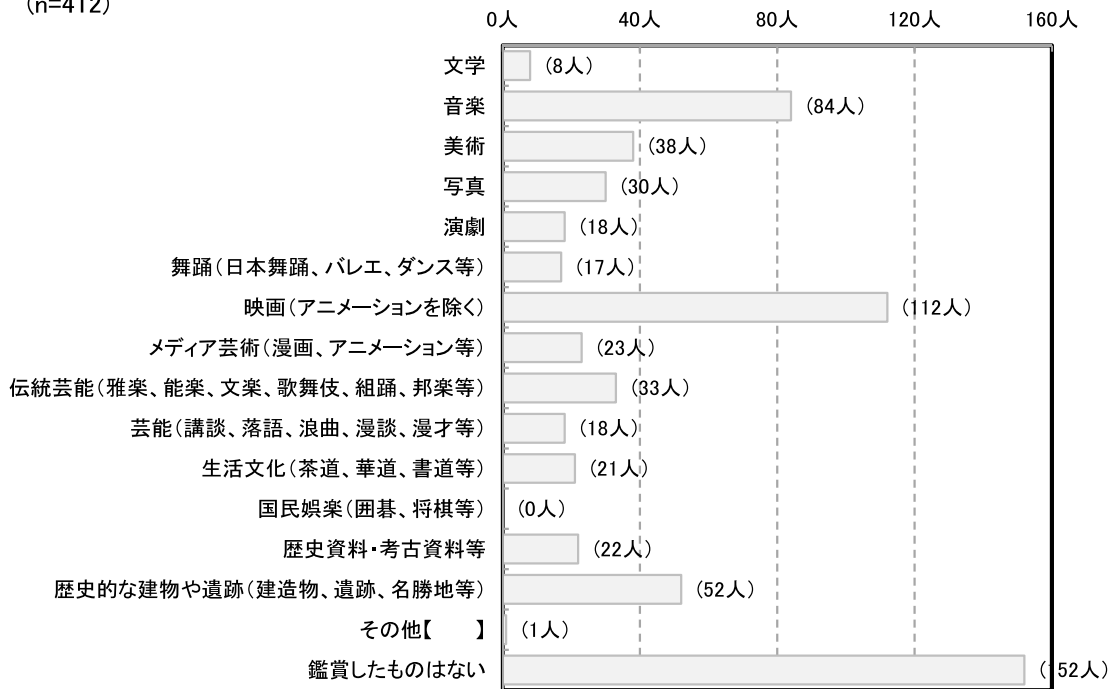 (n=412)
0人 40人 80人 120人 160人
文学 (8人)
音楽 (84人)
美術 (38人)
写真 (30人)
演劇 (18人)
舞踊(日本舞踊、バレエ、ダンス等) (17人)
映画(アニメーションを除く) (112人)
メディア芸術(漫画、アニメーション等) (23人)
伝統芸能(雅楽、能楽、文楽、歌舞伎、組踊、邦楽等) (33人)
芸能(講談、落語、浪曲、漫談、漫才等) (18人)
生活文化(茶道、華道、書道等) (21人)
国民娯楽(囲碁、将棋等) (0人)
歴史資料・考古資料等 (22人)
歴史的な建物や遺跡(建造物、遺跡、名勝地等) (52人)
その他【　　】 (1人)
鑑賞したものはない (152人)